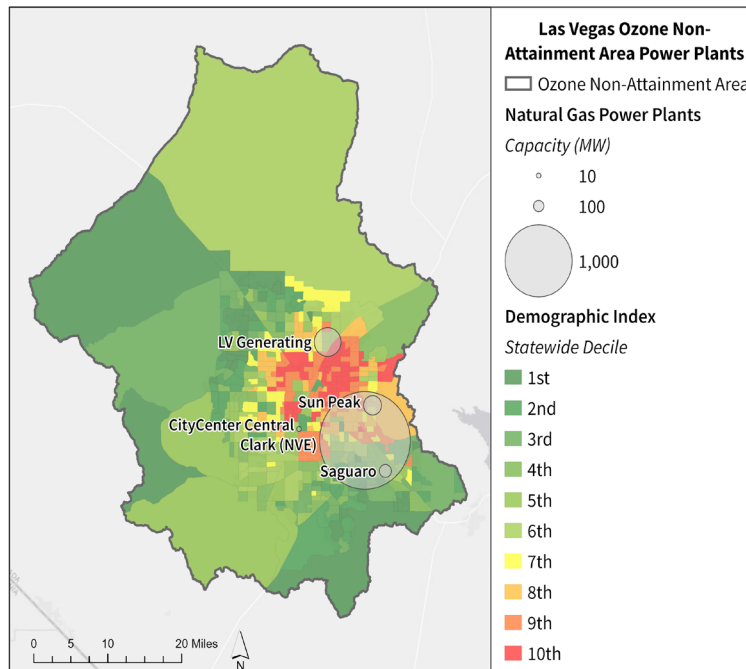 Las Vegas Ozone Non-
Attainment Area Power Plants
Ozone Non-Attainment Area
Natural Gas Power Plants
Capacity (MW)
10
100
1,000
Demographic Index
Statewide Decile
1st
2nd
3rd
4th
5th
6th
7th
8th
9th
10th
LV Generating
Sun Peak
CityCenter Central
Clark (NVE)
Saguaro
0 5 10 20 Miles
N